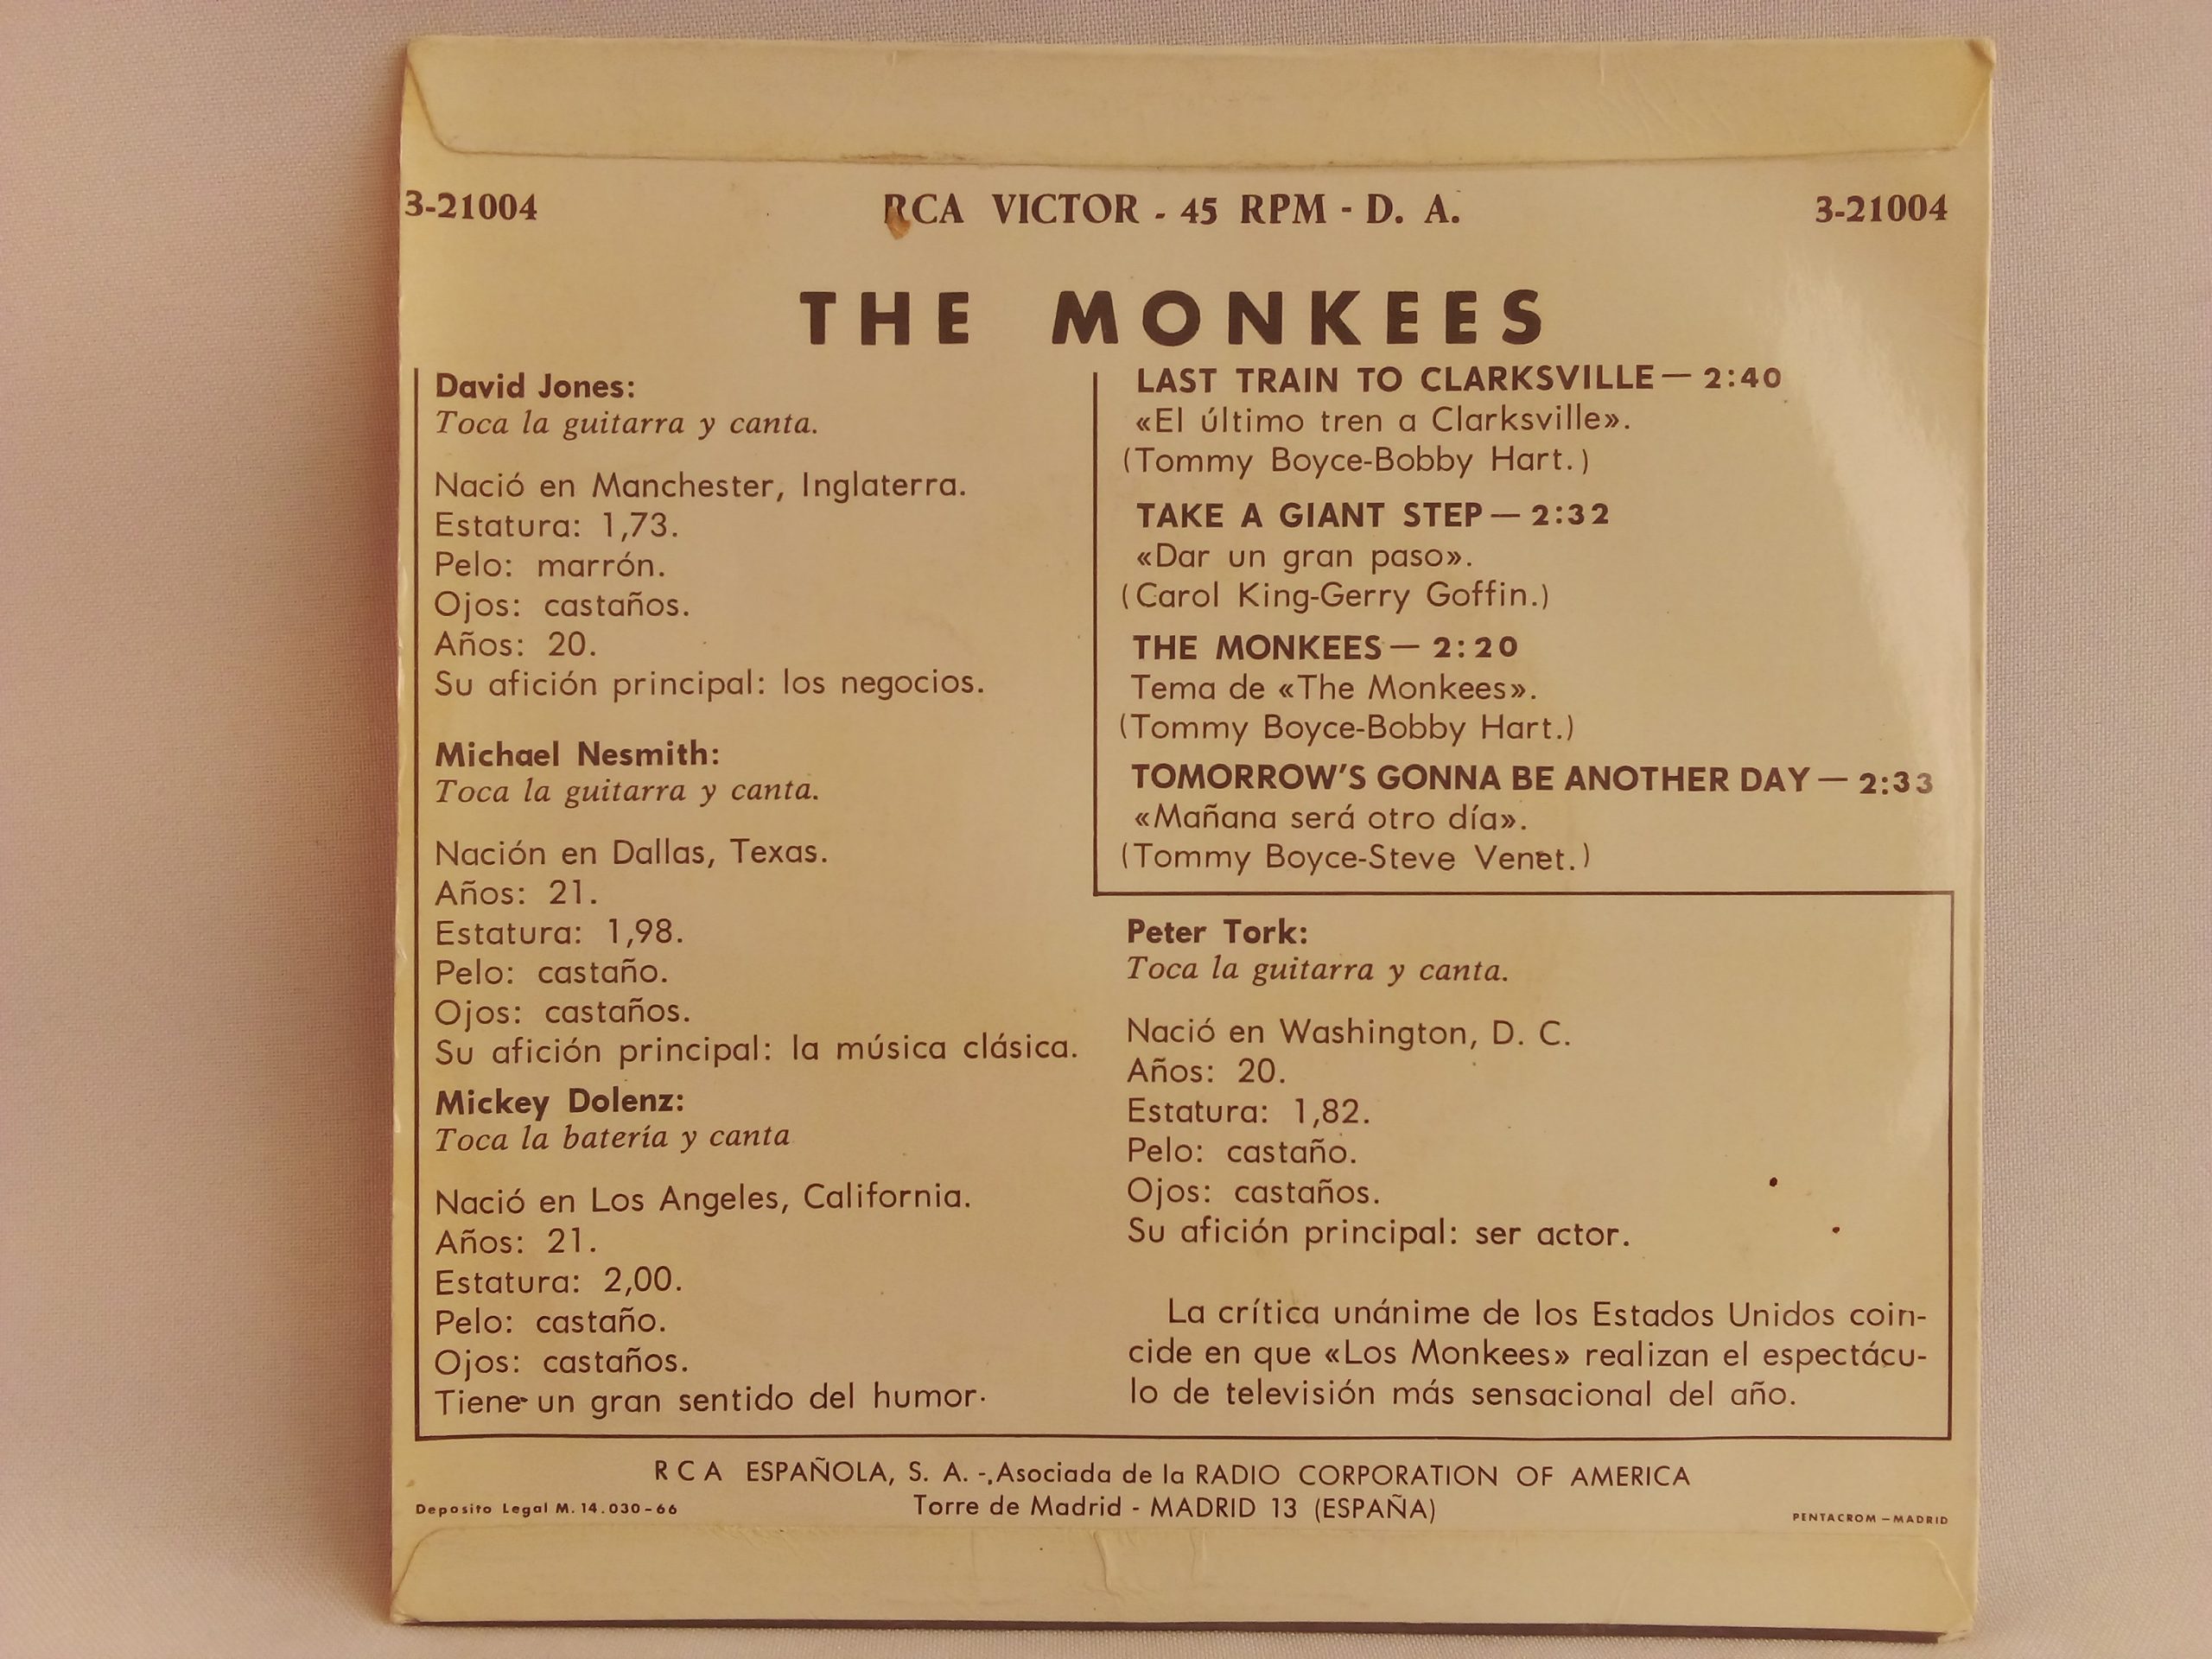 3-21004 RCA VICTOR - 45 RPM - D. A. 3-21004
THE MONKEES
David Jones:
Toca la guitarra y canta.
Nació en Manchester, Inglaterra.
Estatura: 1,73.
Pelo: marrón.
Ojos: castaños.
Años: 20.
Su afición principal: los negocios.
Michael Nesmith:
Toca la guitarra y canta.
Nación en Dallas, Texas.
Años: 21.
Estatura: 1,98.
Pelo: castaño.
Ojos: castaños.
Su afición principal: la música clásica.
Mickey Dolenz:
Toca la batería y canta
Nació en Los Angeles, California.
Años: 21.
Estatura: 2,00.
Pelo: castaño.
Ojos: castaños.
Tiene un gran sentido del humor.
LAST TRAIN TO CLARKSVILLE — 2:40
«El último tren a Clarksville».
(Tommy Boyce-Bobby Hart.)
TAKE A GIANT STEP — 2:32
«Dar un gran paso».
(Carol King-Gerry Goffin.)
THE MONKEES — 2:20
Tema de «The Monkees».
(Tommy Boyce-Bobby Hart.)
TOMORROW'S GONNA BE ANOTHER DAY — 2:33
«Mañana será otro día».
(Tommy Boyce-Steve Venet.)
Peter Tork:
Toca la guitarra y canta.
Nació en Washington, D. C.
Años: 20.
Estatura: 1,82.
Pelo: castaño.
Ojos: castaños.
Su afición principal: ser actor.
La crítica unánime de los Estados Unidos coin-
cide en que «Los Monkees» realizan el espectácu-
lo de televisión más sensacional del año.
RCA ESPAÑOLA, S. A. - Asociada de la RADIO CORPORATION OF AMERICA
Deposito Legal M. 14.030-66 Torre de Madrid - MADRID 13 (ESPAÑA) PENTACROM - MADRID